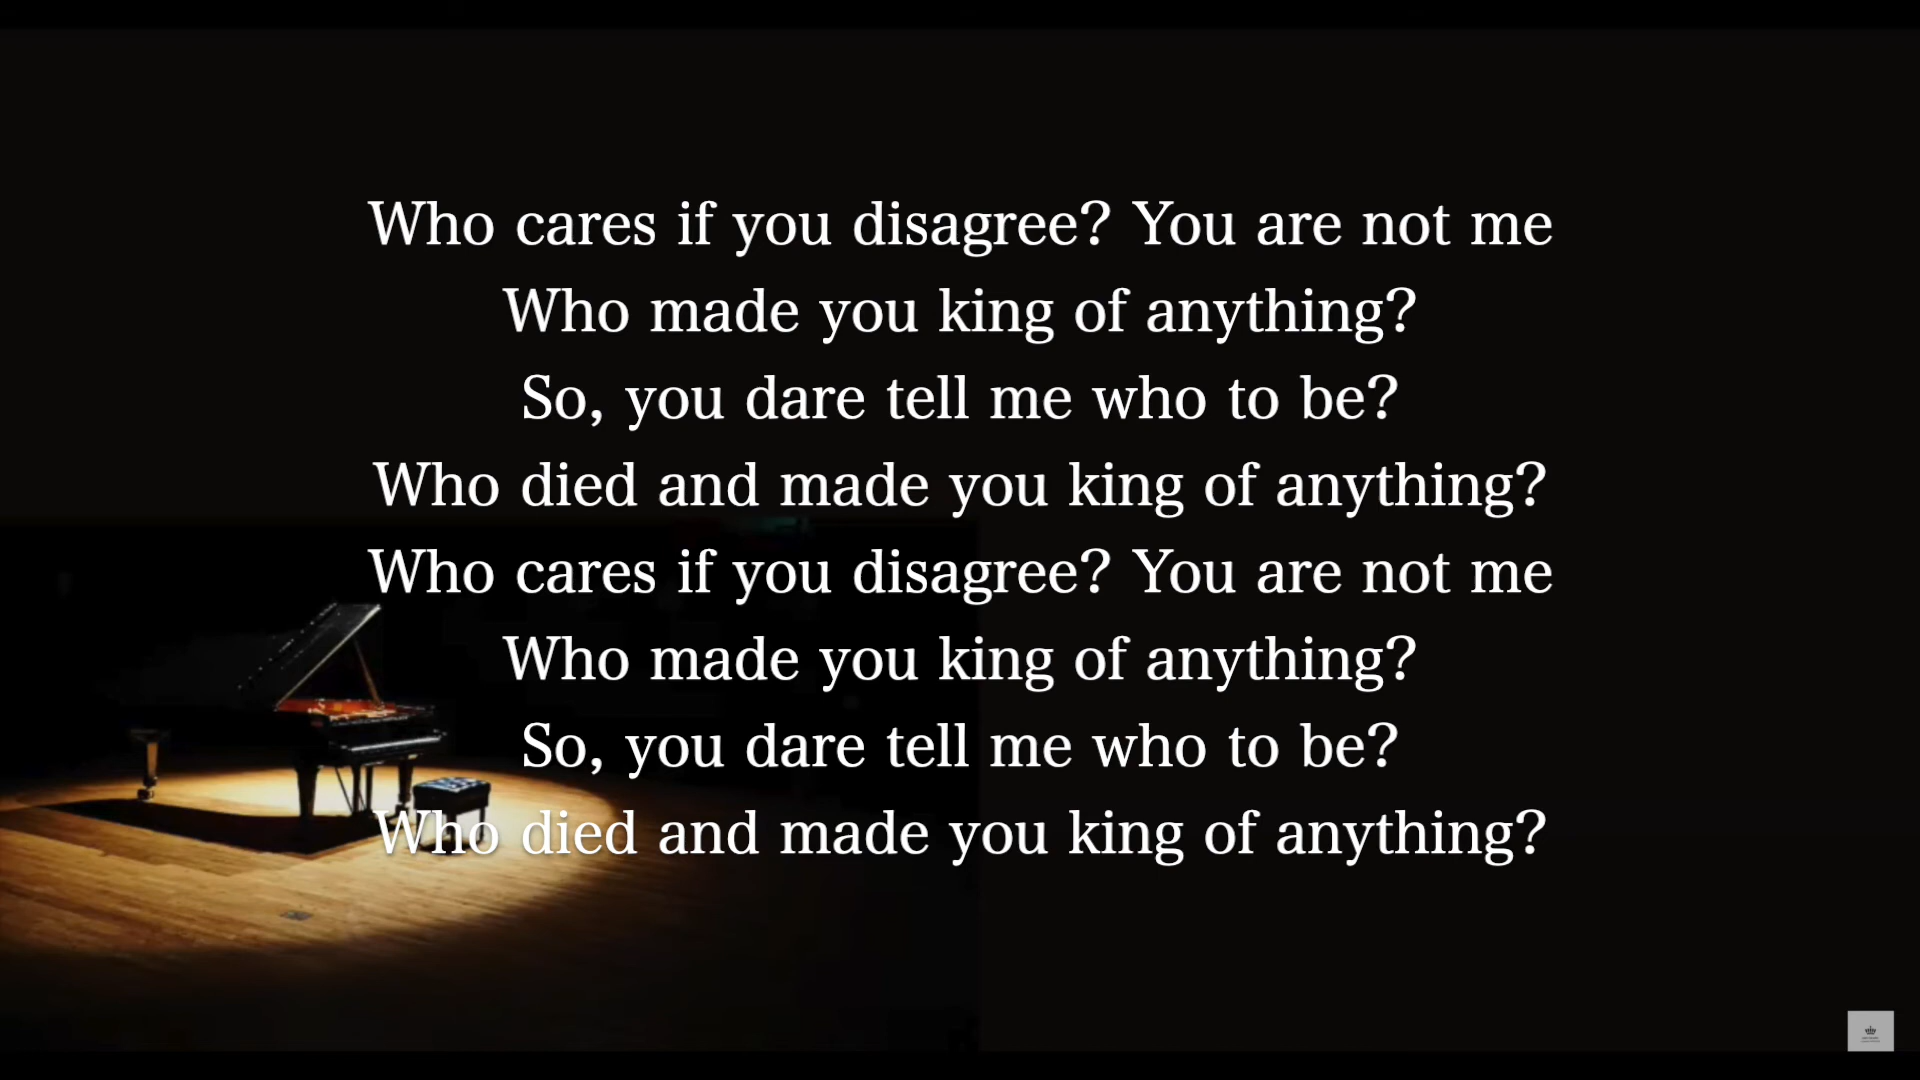 Who cares if you disagree? You are not me
Who made you king of anything?
So, you dare tell me who to be?
Who died and made you king of anything?
Who cares if you disagree? You are not me
Who made you king of anything?
So, you dare tell me who to be?
Who died and made you king of anything?